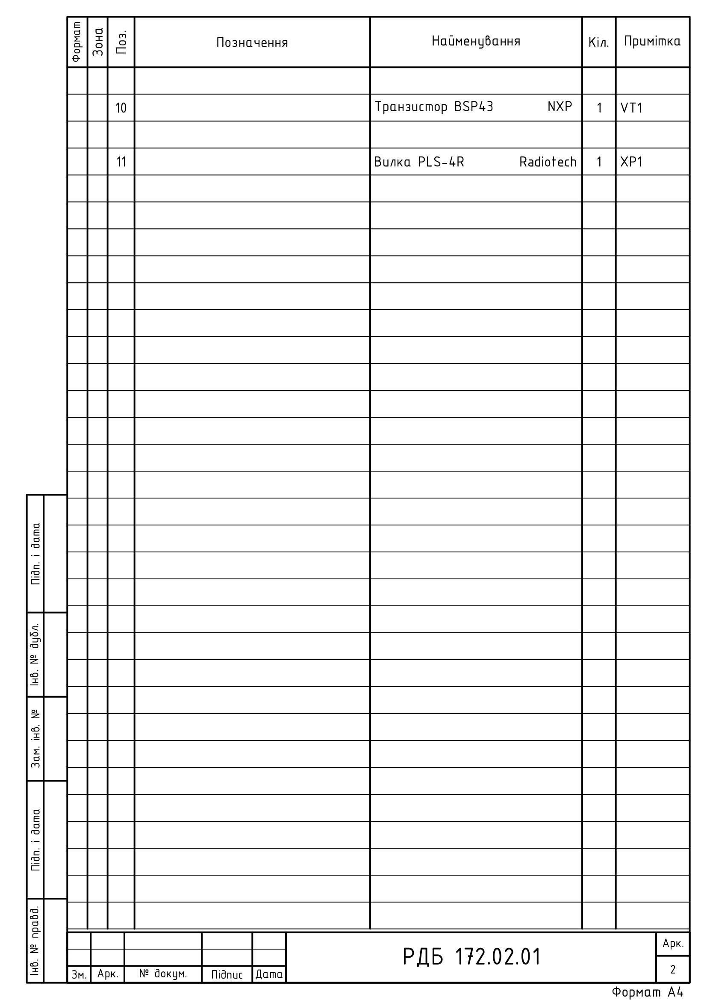 Формат Зона Поз. Позначення Найменування Кіл. Примітка
10 Транзистор BSP43 NXP 1 VT1
11 Вилка PLS-4R Radiotech 1 XP1
Підп. і дата
Інв. № дубл.
Зам. інв. №
Підп. і дата
Інв. № правд.
Зм. Арк. № докум. Підпис Дата
РДБ 172.02.01
Арк.
2
Формат А4